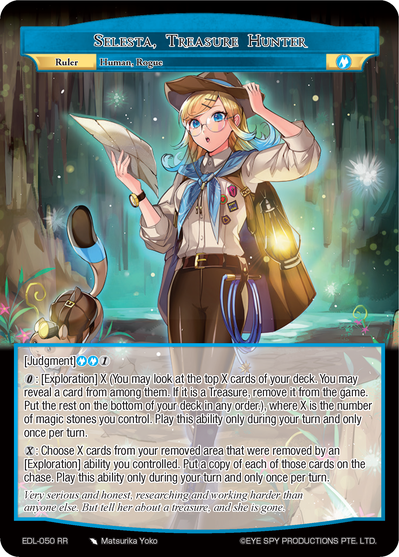 Selesta, Treasure Hunter
Ruler
Human, Rogue
[Judgment] 1
0 : [Exploration] X (You may look at the top X cards of your deck. You may
reveal a card from among them. If it is a Treasure, remove it from the game.
Put the rest on the bottom of your deck in any order.), where X is the number
of magic stones you control. Play this ability only during your turn and only
once per turn.
X : Choose X cards from your removed area that were removed by an
[Exploration] ability you controlled. Put a copy of each of those cards on the
chase. Play this ability only during your turn and only once per turn.
Very serious and honest, researching and working harder than
anyone else. But tell her about a treasure, and she is gone.
EDL-050 RR
Matsurika Yoko
©EYE SPY PRODUCTIONS PTE. LTD.